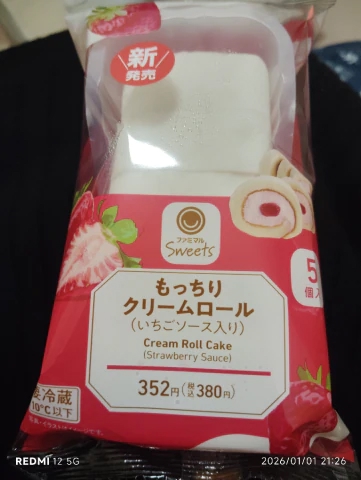 新
発売
ファミマル
Sweets
5
個入
もっちり
クリームロール
(いちごソース入り)
Cream Roll Cake
(Strawberry Sauce)
352円(税込380円)
要冷蔵
10℃以下
REDMI 12 5G
2026/01/01 21:26